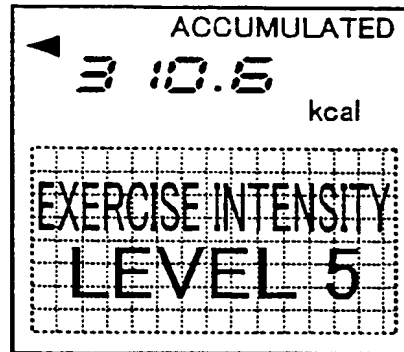 ACCUMULATED
310.6
kcal
EXERCISE INTENSITY
LEVEL 5